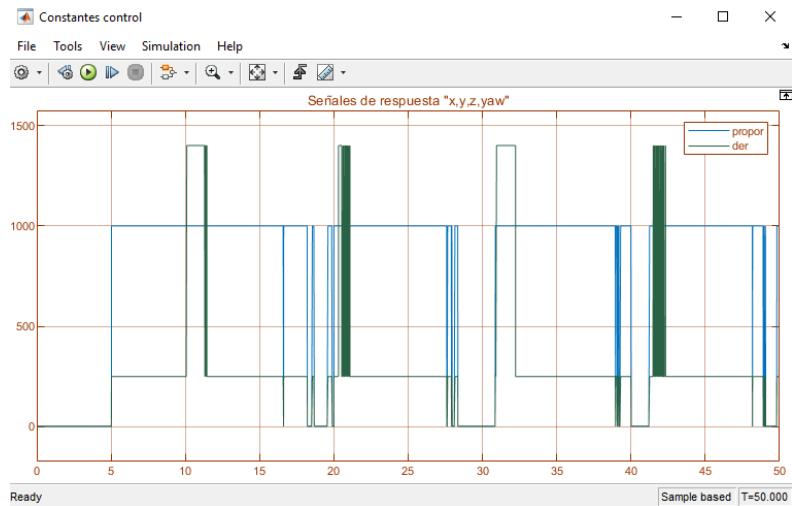 Constantes control
File Tools View Simulation Help
Señales de respuesta "x,y,z,yaw"
propor
der
1500
1000
500
0
0 5 10 15 20 25 30 35 40 45 50
Ready Sample based T=50.000